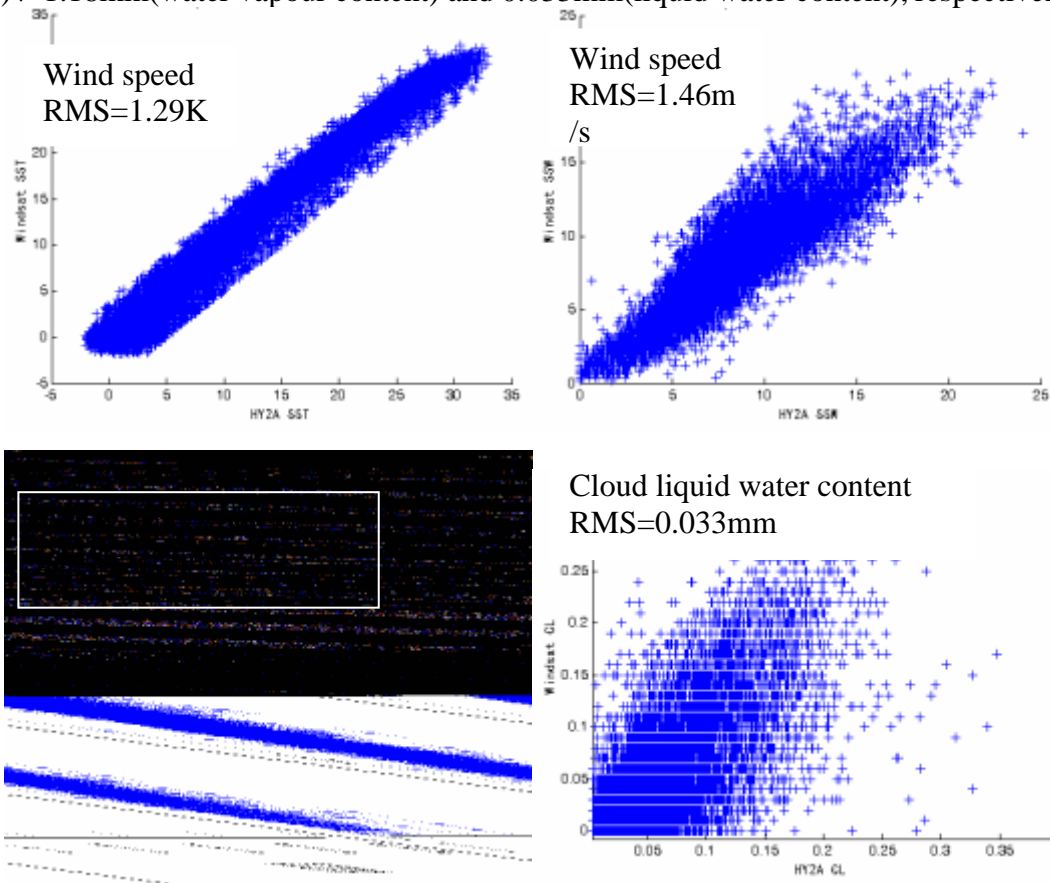 1.18mm(water vapour content) and 0.033mm(liquid water content), respective
Wind speed
RMS=1.29K
35
20
15
10
5
0
-5
Windsat SST
-5 0 5 10 15 20 25 30 35
HY2A SST
Wind speed
RMS=1.46m
/s
25
15
10
5
0
Windsat SSW
0 5 10 15 20 25
HY2A SSW
Cloud liquid water content
RMS=0.033mm
0.25
0.2
0.15
0.1
0.05
0
Windsat CL
0.05 0.1 0.15 0.2 0.25 0.3 0.35
HY2A CL